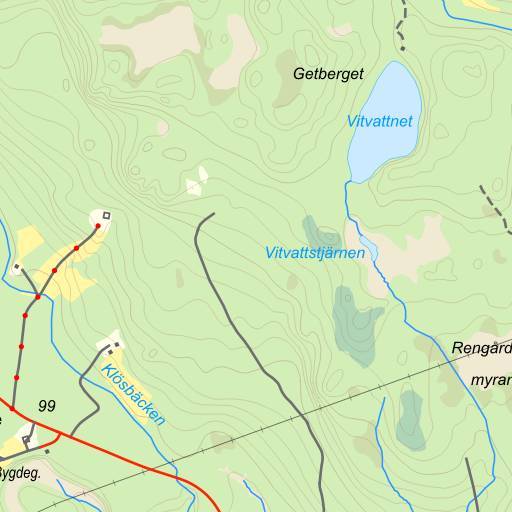 Getberget
Vitvattnet
Vitvattstjärnen
Rengård
myran
Klösbäcken
99
e
Bygdeg.